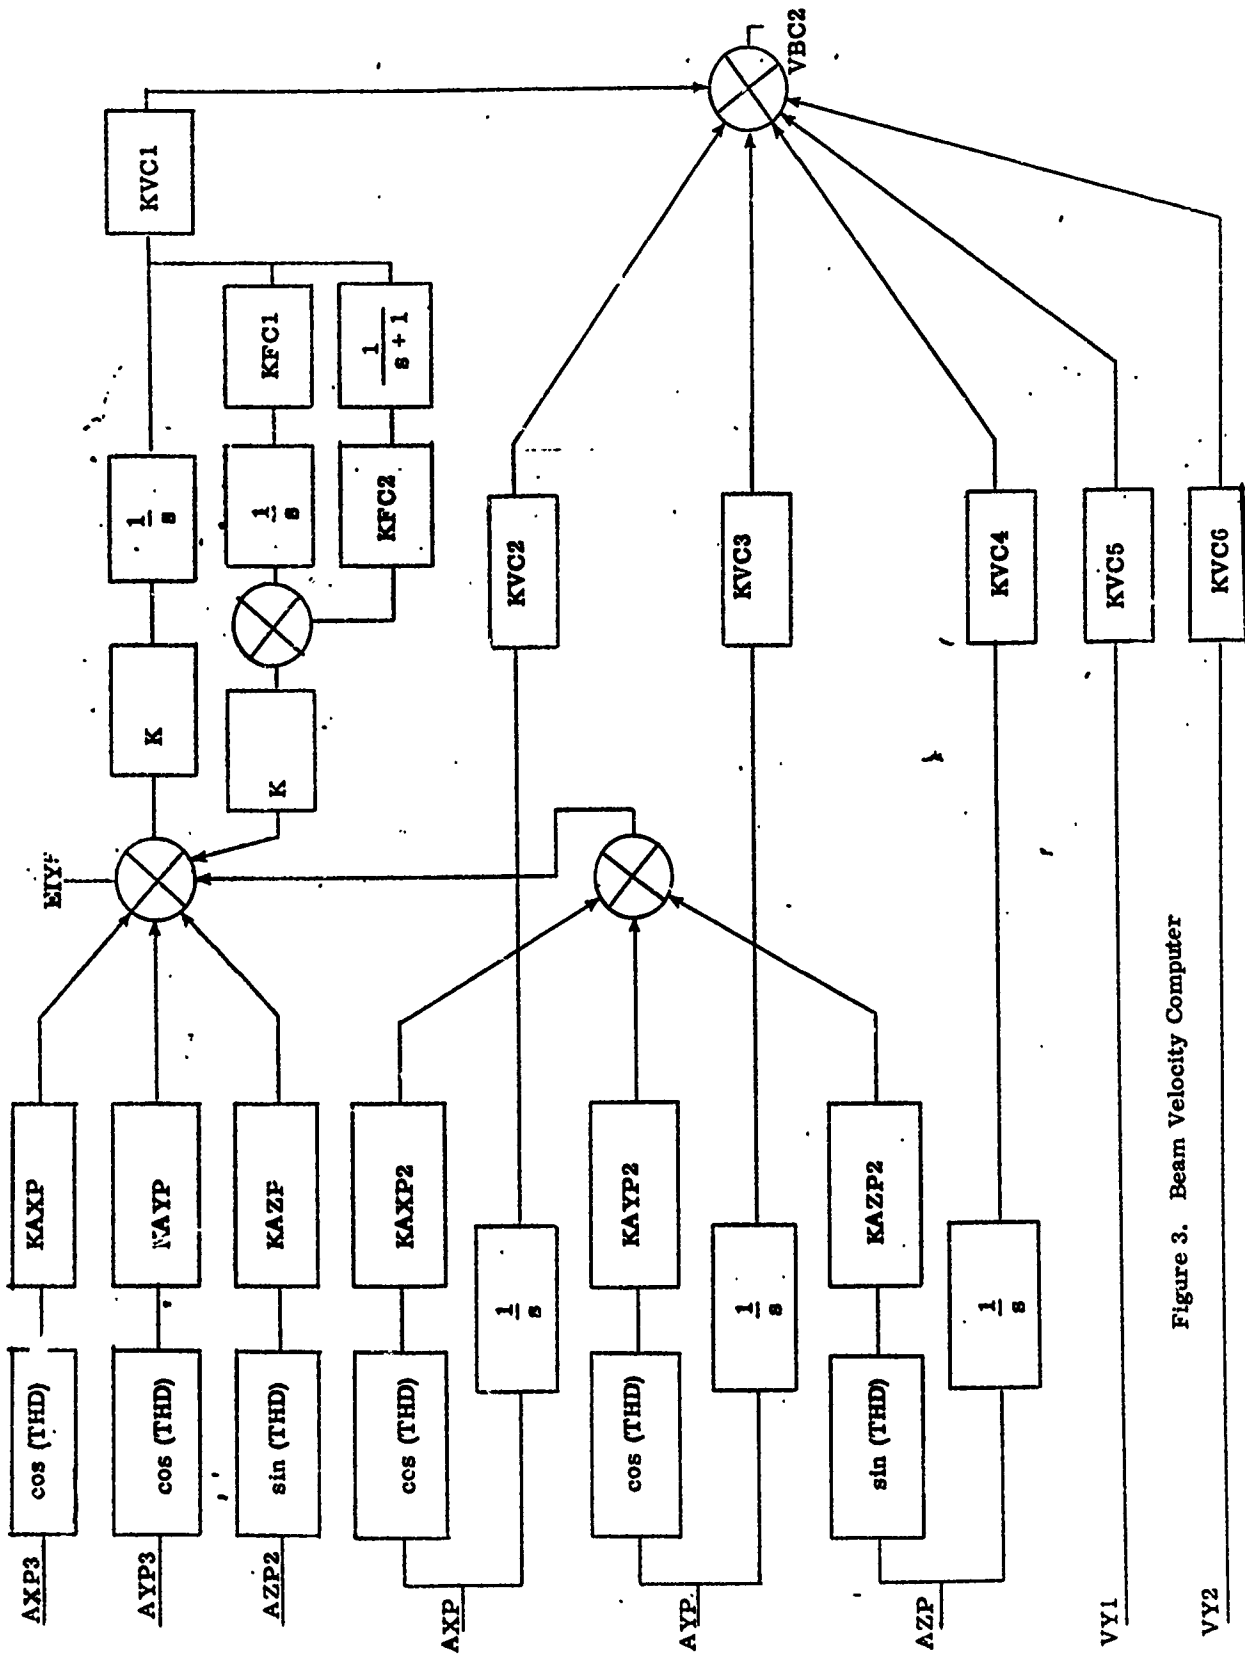 AXP3
cos (THD)
KAXP
AYP3
cos (THD)
KAYP
AZP2
sin (THD)
KAZP
K
1
s
KVC1
K
1
s
KFC1
KFC2
1
s + 1
AXP
cos (THD)
KAXP2
1
s
KVC2
AYP
cos (THD)
KAYP2
1
s
KVC3
VBC2
AZP
sin (THD)
KAZP2
1
s
KVC4
VY1
KVC5
VY2
KVC6
Figure 3. Beam Velocity Computer